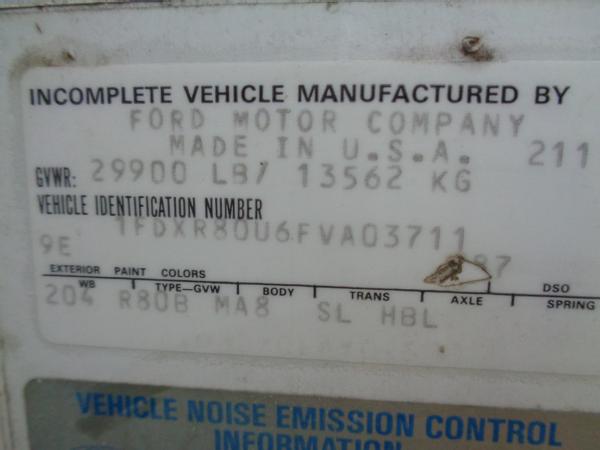 INCOMPLETE VEHICLE MANUFACTURED BY
FORD MOTOR COMPANY
MADE IN U.S.A. 211
GVWR: 29900 LB/ 13562 KG
VEHICLE IDENTIFICATION NUMBER
1FDXR80U6FVA03711
9E 87
EXTERIOR PAINT COLORS DSO
WB TYPE-GVW BODY TRANS AXLE SPRING
204 R80B MA8 SL HBL
VEHICLE NOISE EMISSION CONTROL
INFORMATION